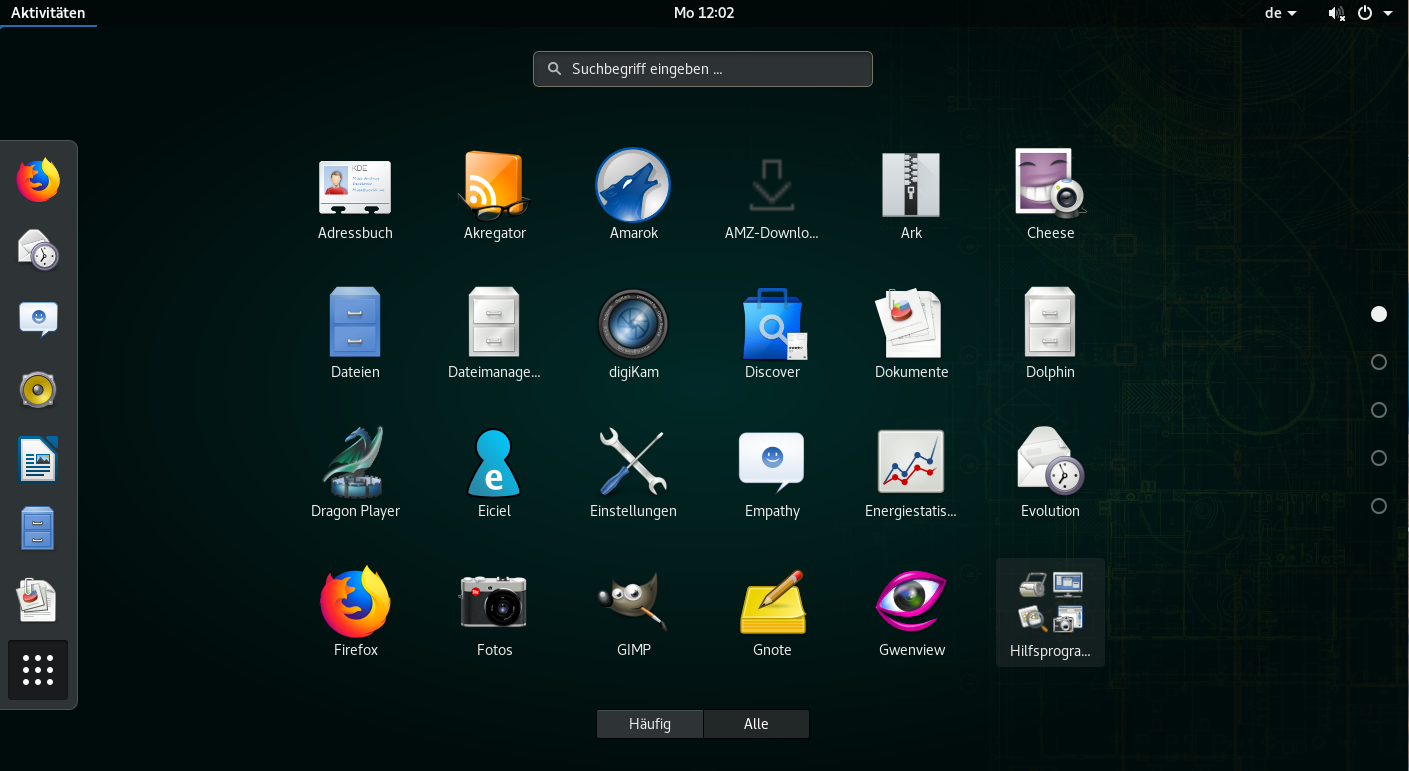 Aktivitäten
Mo 12:02
de
Suchbegriff eingeben ...
KDE
Adressbuch
Akregator
Amarok
AMZ-Downlo...
Ark
Cheese
Dateien
Dateimanage...
digiKam
Discover
Dokumente
Dolphin
Dragon Player
e
Eiciel
Einstellungen
Empathy
Energiestatis...
Evolution
Firefox
Fotos
GIMP
Gnote
Gwenview
Hilfsprogra...
Häufig
Alle